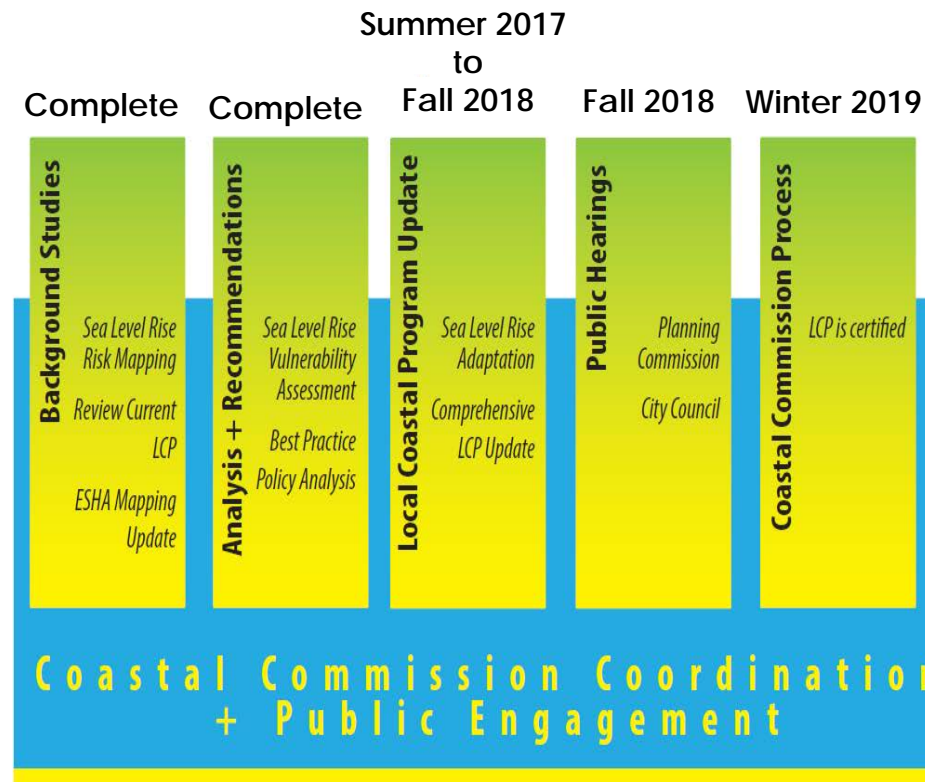 Complete
Background Studies
Sea Level Rise
Risk Mapping
Review Current
LCP
ESHA Mapping
Update
Complete
Analysis + Recommendations
Sea Level Rise
Vulnerability
Assessment
Best Practice
Policy Analysis
Summer 2017
to
Fall 2018
Local Coastal Program Update
Sea Level Rise
Adaptation
Comprehensive
LCP Update
Fall 2018
Public Hearings
Planning
Commission
City Council
Winter 2019
Coastal Commission Process
LCP is certified
Coastal Commission Coordination
+ Public Engagement